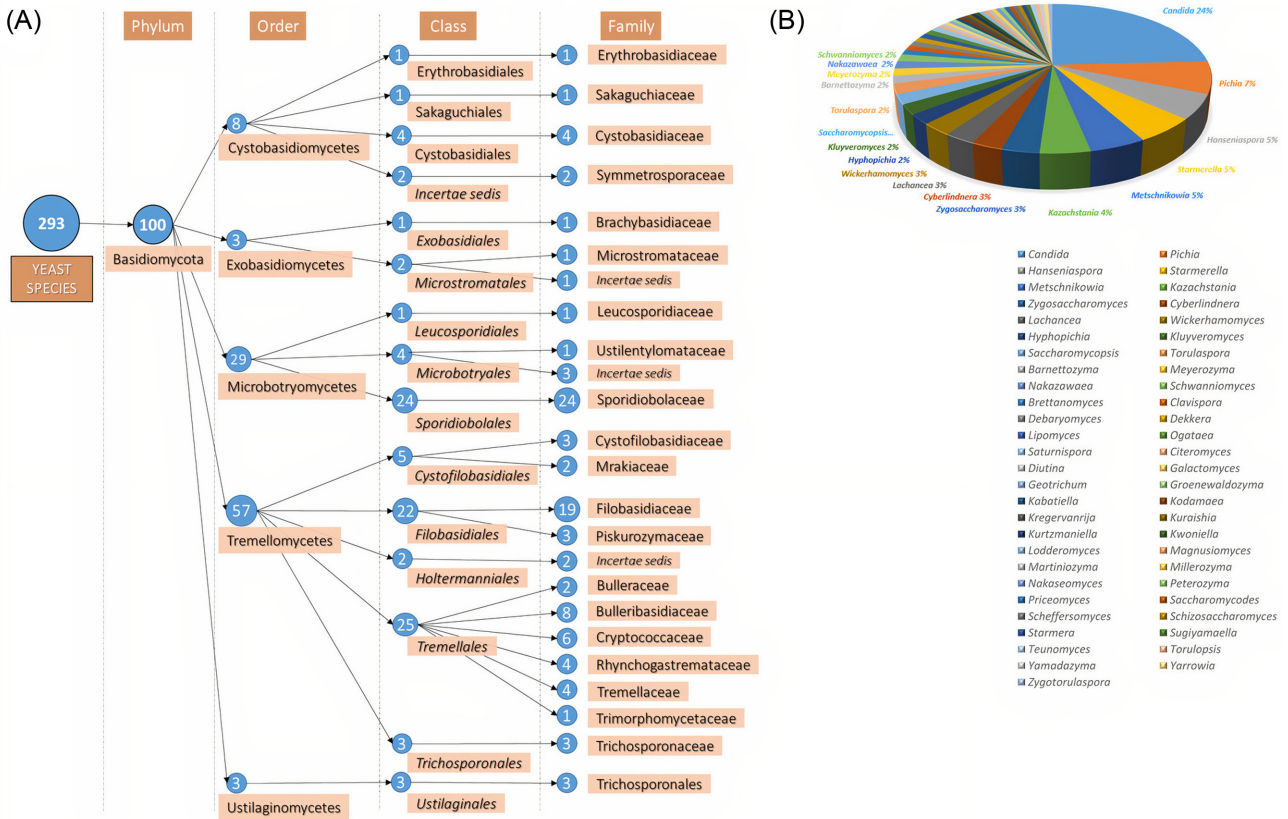 (A)
Phylum
Order
Class
Family
293
YEAST
SPECIES
100
Basidiomycota
8
Cystobasidiomycetes
1
Erythrobasidiales
1
Erythrobasidiaceae
1
Sakaguchiales
1
Sakaguchiaceae
4
Cystobasidiales
4
Cystobasidiaceae
2
Incertae sedis
2
Symmetrosporaceae
3
Exobasidiomycetes
1
Exobasidiales
1
Brachybasidiaceae
2
Microstromatales
1
Microstromataceae
1
Incertae sedis
29
Microbotryomycetes
1
Leucosporidiales
1
Leucosporidiaceae
4
Microbotryales
1
Ustilentylomataceae
3
Incertae sedis
24
Sporidiobolales
24
Sporidiobolaceae
57
Tremellomycetes
5
Cystofilobasidiales
3
Cystofilobasidiaceae
2
Mrakiaceae
22
Filobasidiales
19
Filobasidiaceae
3
Piskurozymaceae
2
Holtermanniales
2
Incertae sedis
25
Tremellales
2
Bulleraceae
8
Bulleribasidiaceae
6
Cryptococcaceae
4
Rhynchogastremataceae
4
Tremellaceae
1
Trimorphomycetaceae
3
Trichosporonales
3
Trichosporonaceae
3
Ustilaginomycetes
3
Ustilaginales
3
Trichosporonales
(B)
Candida 24%
Pichia 7%
Hanseniaspora 5%
Starmerella 5%
Metschnikowia 5%
Kazachstania 4%
Zygosaccharomyces 3%
Cyberlindnera 3%
Lachancea 3%
Wickerhamomyces 3%
Hyphopichia 2%
Kluyveromyces 2%
Saccharomycopsis...
Torulaspora 2%
Barnettozyma 2%
Meyerozyma 2%
Nakazawaea 2%
Schwanniomyces 2%
Candida
Pichia
Hanseniaspora
Starmerella
Metschnikowia
Kazachstania
Zygosaccharomyces
Cyberlindnera
Lachancea
Wickerhamomyces
Hyphopichia
Kluyveromyces
Saccharomycopsis
Torulaspora
Barnettozyma
Meyerozyma
Nakazawaea
Schwanniomyces
Brettanomyces
Clavispora
Debaryomyces
Dekkera
Lipomyces
Ogataea
Saturnispora
Citeromyces
Diutina
Galactomyces
Geotrichum
Groenewaldozyma
Kabatiella
Kodamaea
Kregervanrija
Kuraishia
Kurtzmaniella
Kwoniella
Lodderomyces
Magnusiomyces
Martiniozyma
Millerozyma
Nakaseomyces
Peterozyma
Priceomyces
Saccharomycodes
Scheffersomyces
Schizosaccharomyces
Starmera
Sugiyamaella
Teunomyces
Torulopsis
Yamadazyma
Yarrowia
Zygotorulaspora